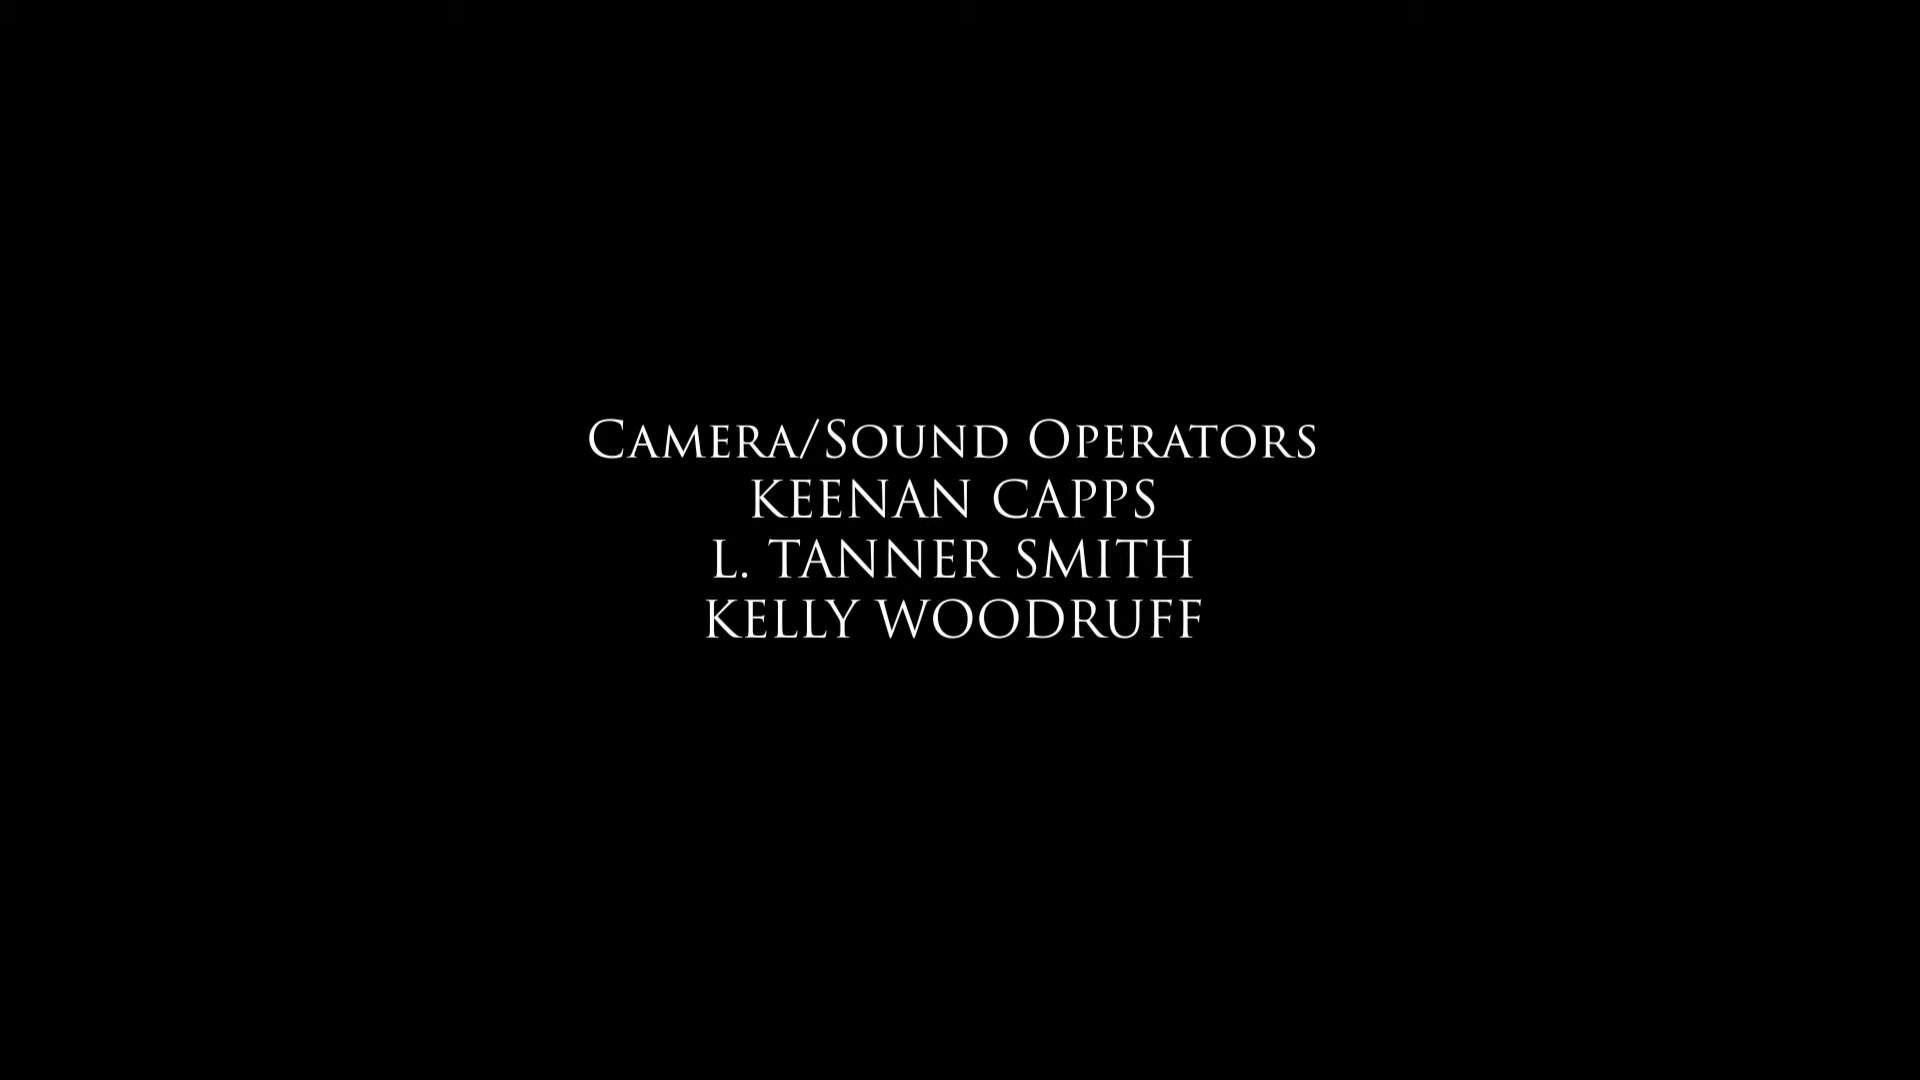 Camera/Sound Operators
KEENAN CAPPS
L. TANNER SMITH
KELLY WOODRUFF